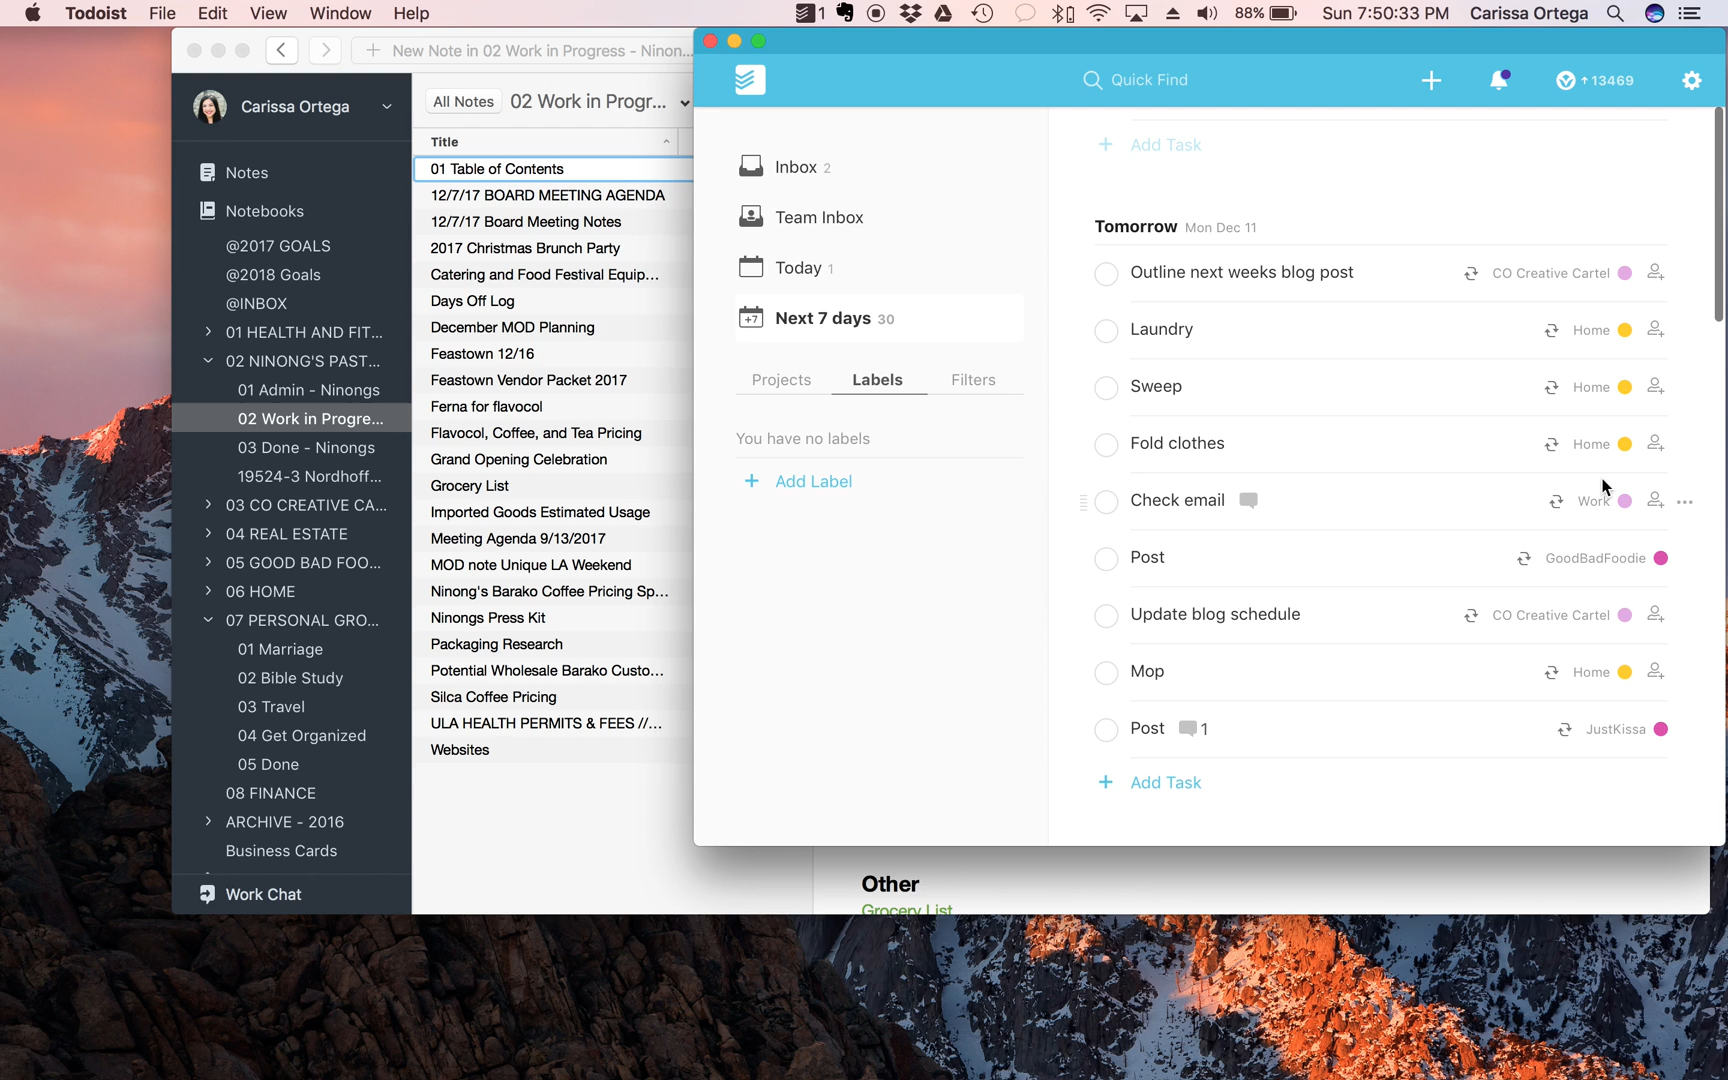 Todoist File Edit View Window Help 1 88% Sun 7:50:33 PM Carissa Ortega
New Note in 02 Work in Progress - Ninon...
Carissa Ortega
Notes
Notebooks
@2017 GOALS
@2018 Goals
@INBOX
01 HEALTH AND FIT...
02 NINONG'S PAST...
01 Admin - Ninongs
02 Work in Progre...
03 Done - Ninongs
19524-3 Nordhoff...
03 CO CREATIVE CA...
04 REAL ESTATE
05 GOOD BAD FOO...
06 HOME
07 PERSONAL GRO...
01 Marriage
02 Bible Study
03 Travel
04 Get Organized
05 Done
08 FINANCE
ARCHIVE - 2016
Business Cards
Work Chat
All Notes 02 Work in Progr...
Title
01 Table of Contents
12/7/17 BOARD MEETING AGENDA
12/7/17 Board Meeting Notes
2017 Christmas Brunch Party
Catering and Food Festival Equip...
Days Off Log
December MOD Planning
Feastown 12/16
Feastown Vendor Packet 2017
Ferna for flavocol
Flavocol, Coffee, and Tea Pricing
Grand Opening Celebration
Grocery List
Imported Goods Estimated Usage
Meeting Agenda 9/13/2017
MOD note Unique LA Weekend
Ninong's Barako Coffee Pricing Sp...
Ninongs Press Kit
Packaging Research
Potential Wholesale Barako Custo...
Silca Coffee Pricing
ULA HEALTH PERMITS & FEES //...
Websites
Quick Find
13469
Inbox 2
Team Inbox
Today 1
+7 Next 7 days 30
Projects Labels Filters
You have no labels
+ Add Label
+ Add Task
Tomorrow Mon Dec 11
Outline next weeks blog post CO Creative Cartel
Laundry Home
Sweep Home
Fold clothes Home
Check email Work
Post GoodBadFoodie
Update blog schedule CO Creative Cartel
Mop Home
Post 1 JustKissa
+ Add Task
Other
Grocery List